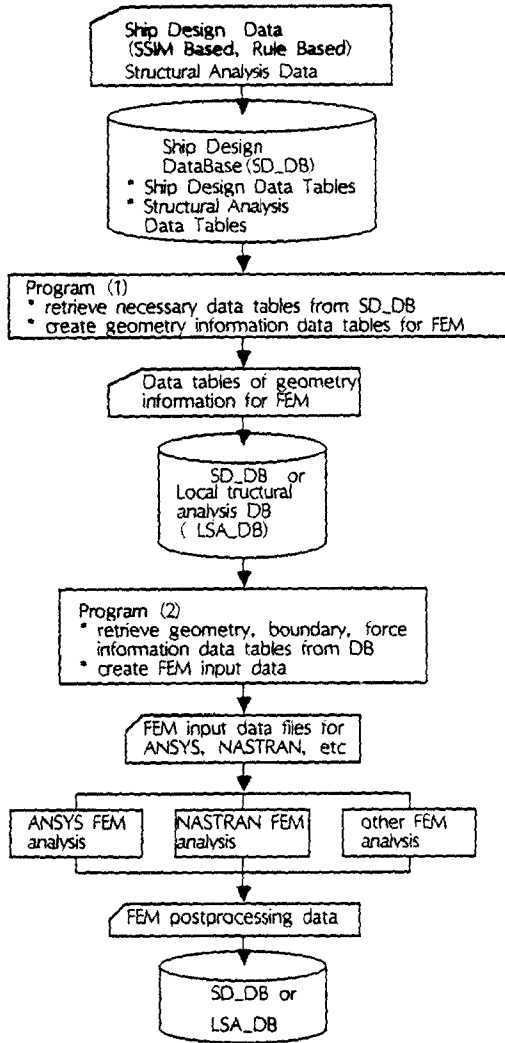 Ship Design Data
(SSIM Based, Rule Based)
Structural Analysis Data
Ship Design
DataBase(SD_DB)
* Ship Design Data Tables
* Structural Analysis
Data Tables
Program (1)
* retrieve necessary data tables from SD_DB
* create geometry information data tables for FEM
Data tables of geometry
information for FEM
SD_DB or
Local tructural
analysis DB
( LSA_DB)
Program (2)
* retrieve geometry, boundary, force
information data tables from DB
* create FEM input data
FEM input data files for
ANSYS, NASTRAN, etc
ANSYS FEM
analysis
NASTRAN FEM
analysis
other FEM
analysis
FEM postprocessing data
SD_DB or
LSA_DB